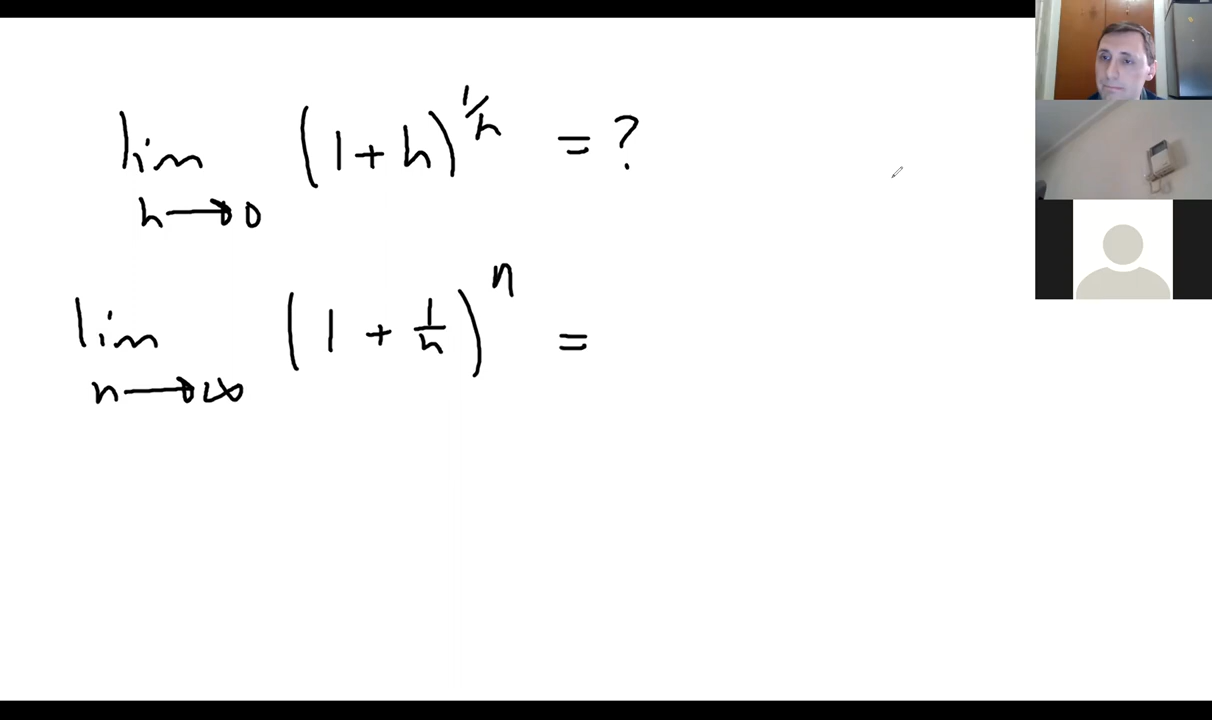 lim h→0 (1+h)^{1/h} = ?
lim n→∞ (1 + 1/n)^n =